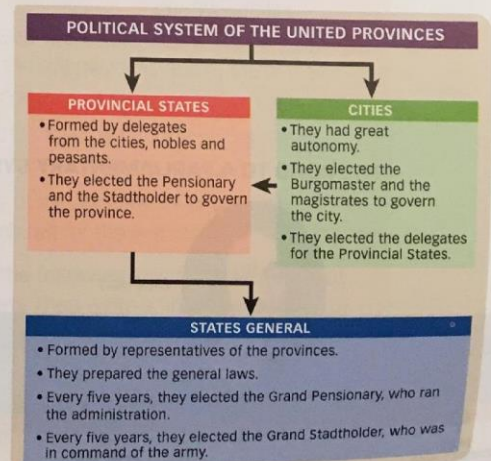 POLITICAL SYSTEM OF THE UNITED PROVINCES
PROVINCIAL STATES
• Formed by delegates
from the cities, nobles and
peasants.
• They elected the Pensionary
and the Stadtholder to govern
the province.
CITIES
• They had great
autonomy.
• They elected the
Burgomaster and the
magistrates to govern
the city.
• They elected the delegates
for the Provincial States.
STATES GENERAL
• Formed by representatives of the provinces.
• They prepared the general laws.
• Every five years, they elected the Grand Pensionary, who ran
the administration.
• Every five years, they elected the Grand Stadholder, who was
in command of the army.